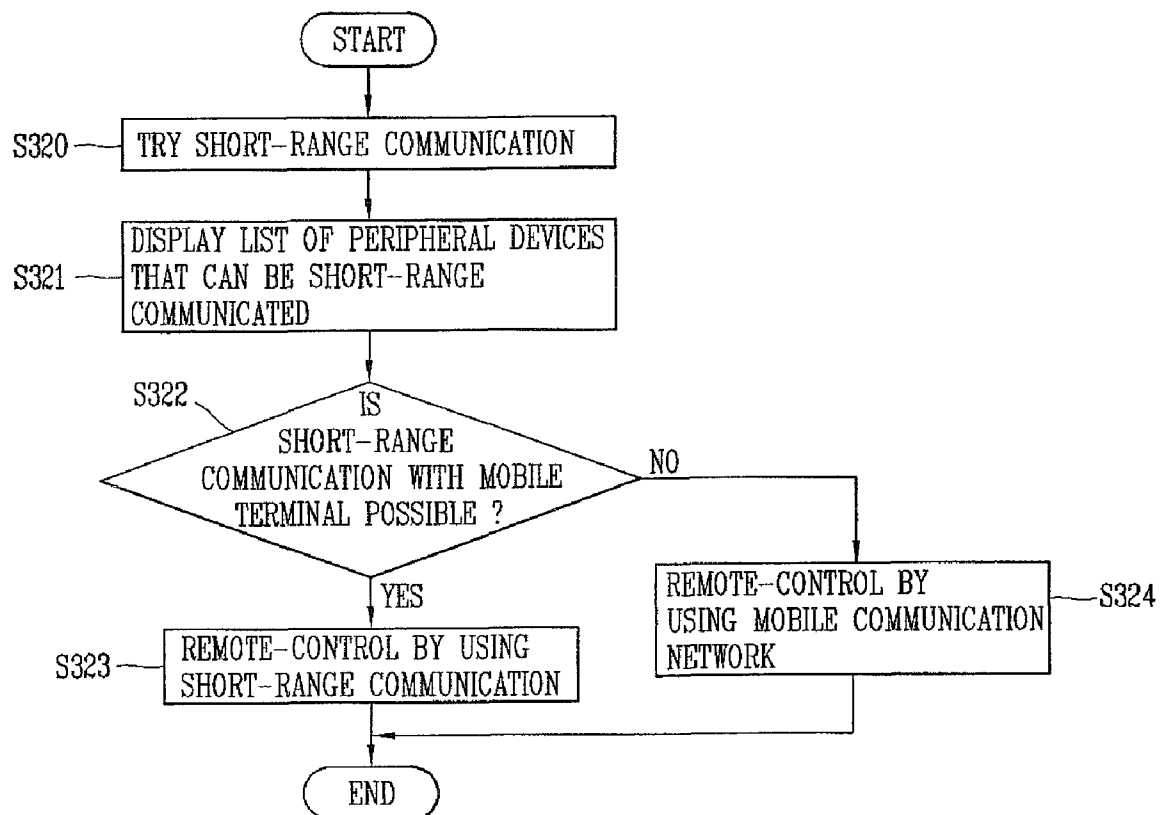 START
S320
TRY SHORT-RANGE COMMUNICATION
S321
DISPLAY LIST OF PERIPHERAL DEVICES
THAT CAN BE SHORT-RANGE
COMMUNICATED
S322
IS
SHORT-RANGE
COMMUNICATION WITH MOBILE
TERMINAL POSSIBLE ?
NO
YES
S323
REMOTE-CONTROL BY USING
SHORT-RANGE COMMUNICATION
REMOTE-CONTROL BY
USING MOBILE COMMUNICATION
NETWORK
S324
END